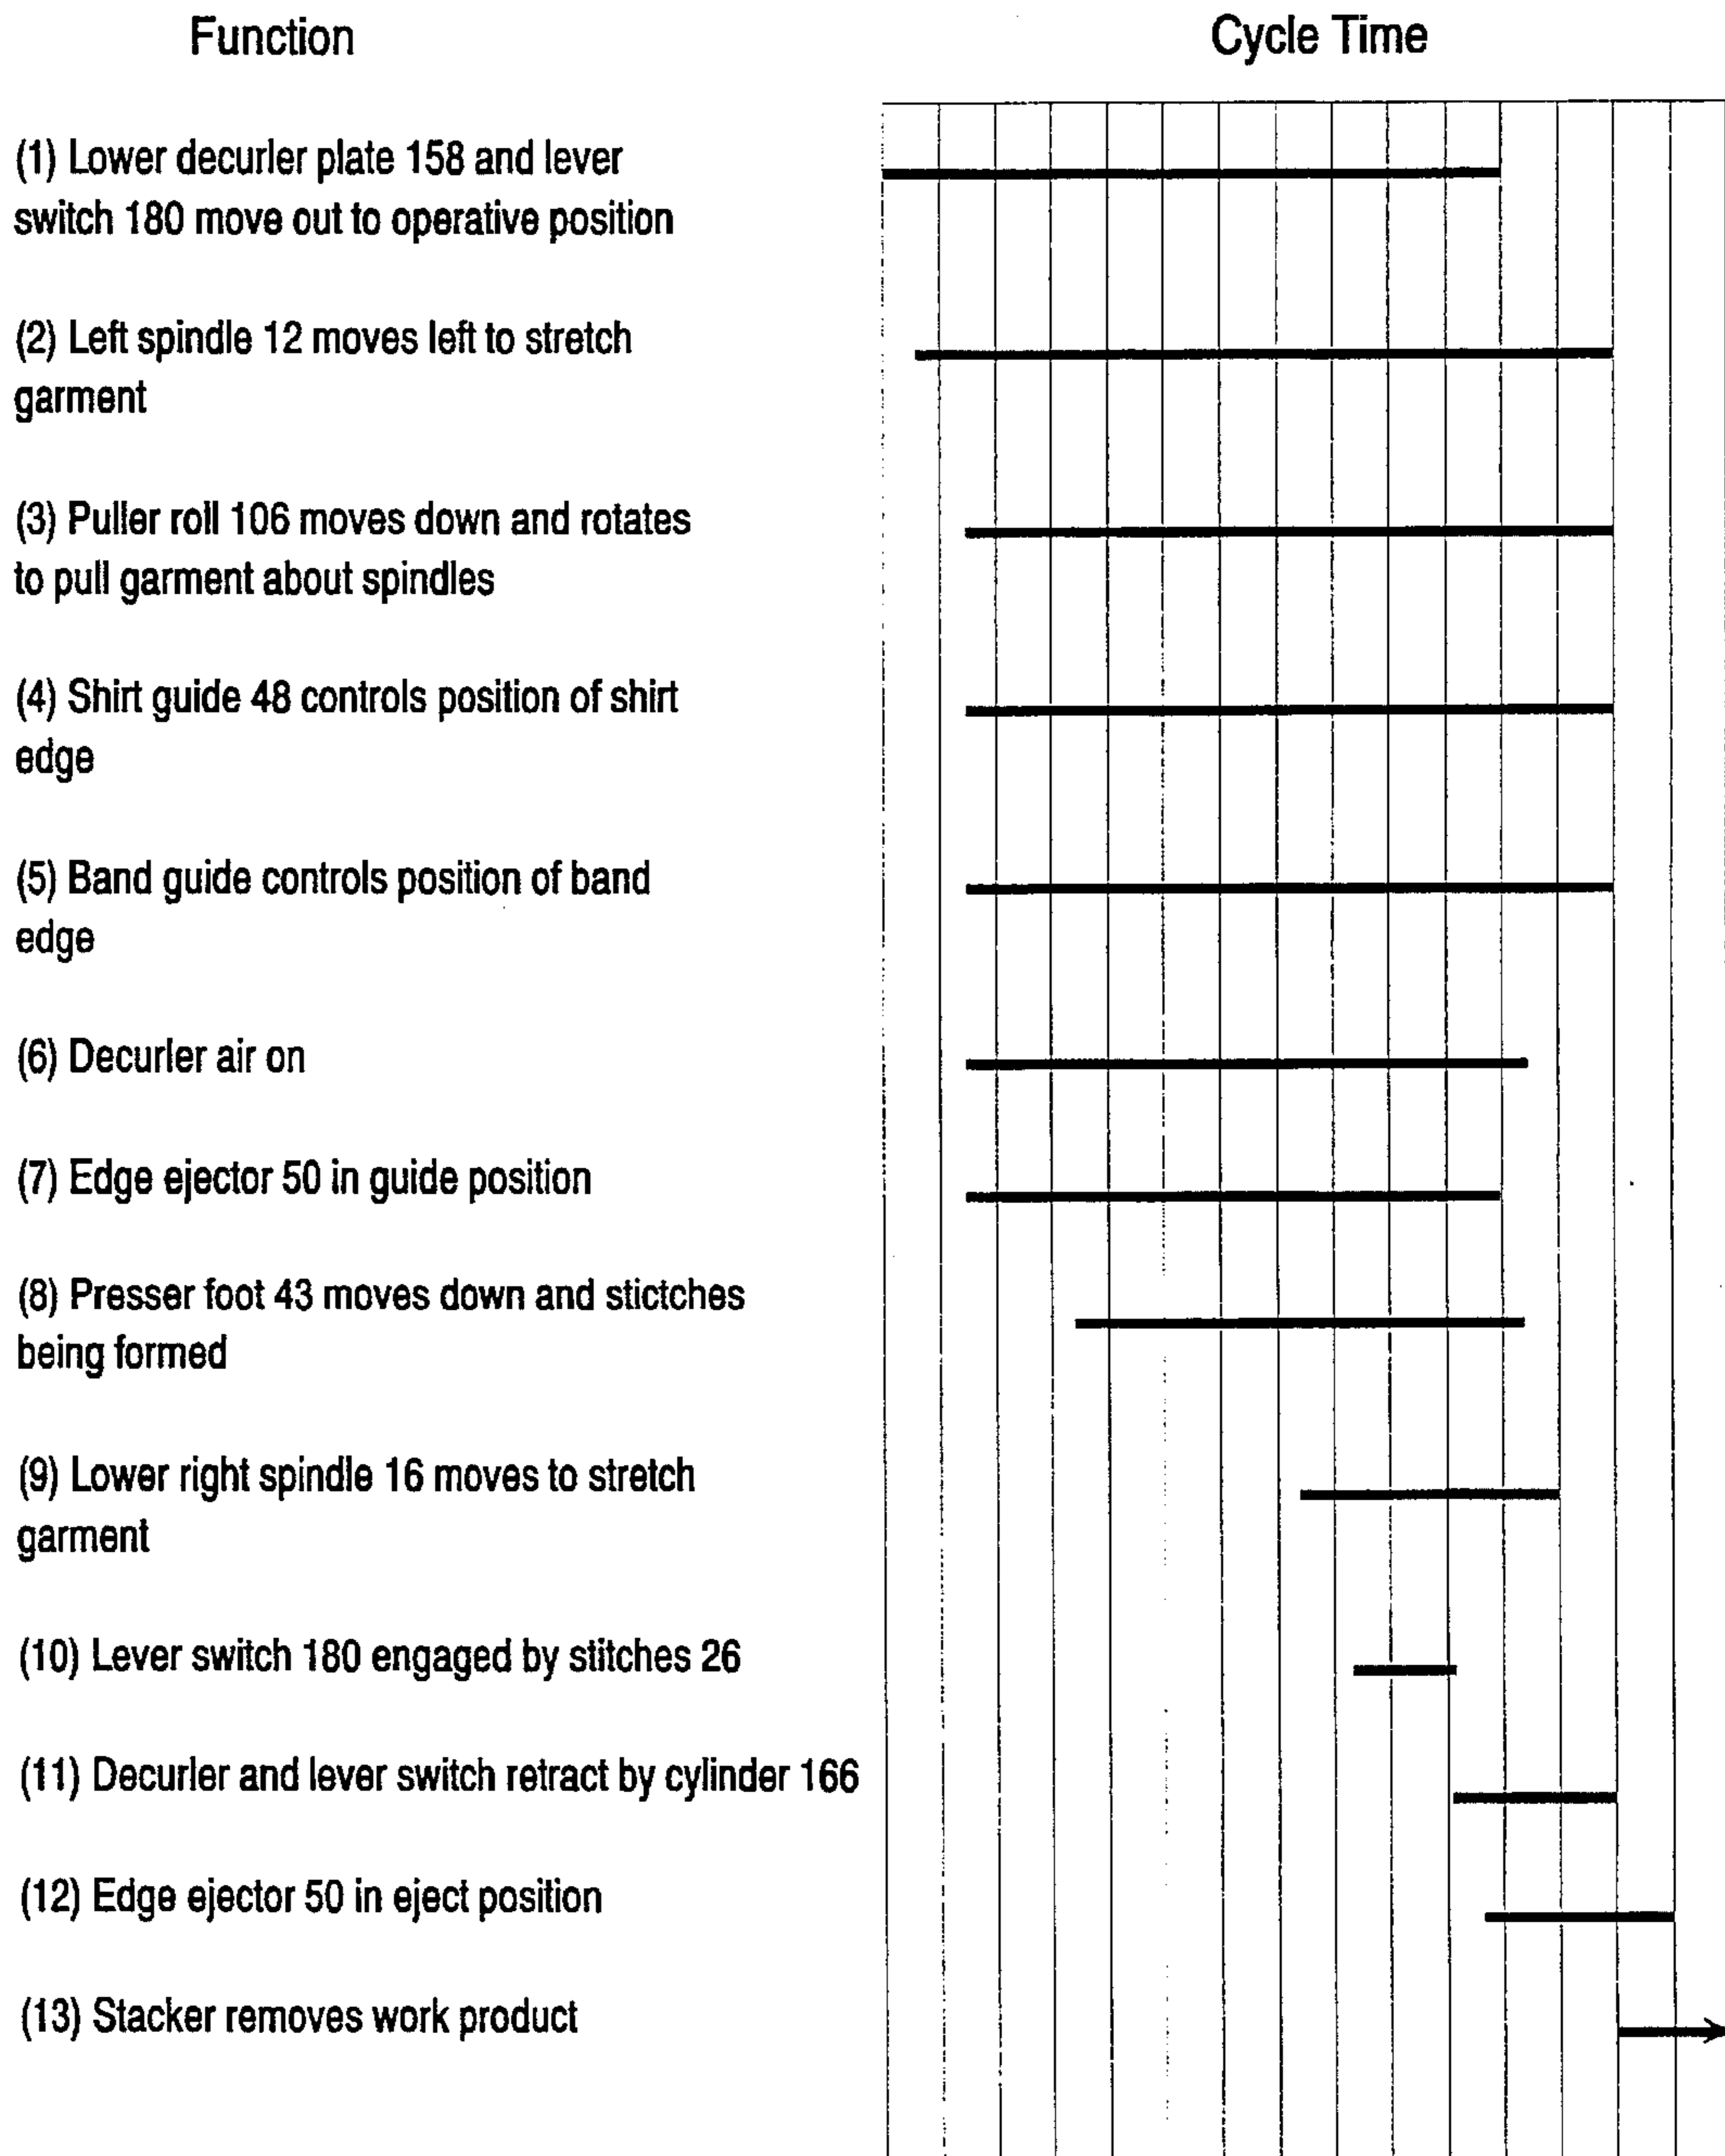 Function
Cycle Time
(1) Lower decurler plate 158 and lever
switch 180 move out to operative position
(2) Left spindle 12 moves left to stretch
garment
(3) Puller roll 106 moves down and rotates
to pull garment about spindles
(4) Shirt guide 48 controls position of shirt
edge
(5) Band guide controls position of band
edge
(6) Decurler air on
(7) Edge ejector 50 in guide position
(8) Presser foot 43 moves down and stictches
being formed
(9) Lower right spindle 16 moves to stretch
garment
(10) Lever switch 180 engaged by stitches 26
(11) Decurler and lever switch retract by cylinder 166
(12) Edge ejector 50 in eject position
(13) Stacker removes work product